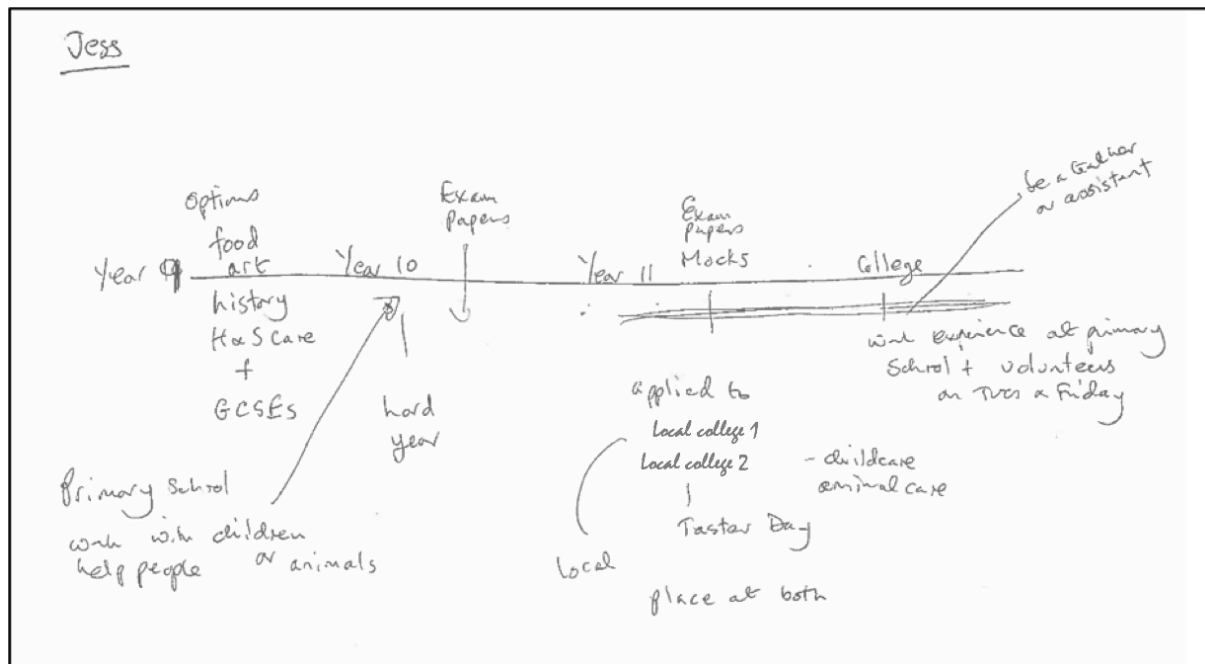 Jess
options
food
art
history
H&S Care
+
GCSEs
Year 9
Year 10
Exam
Papers
hard
year
Primary School
work with children
or animals
help people
Year 11
Exam
papers
Mocks
applied to
Local college 1
Local college 2
- childcare
animal care
Taster Day
local
place at both
College
be a teacher
or assistant
work experience at primary
School + volunteers
on Tues & Friday